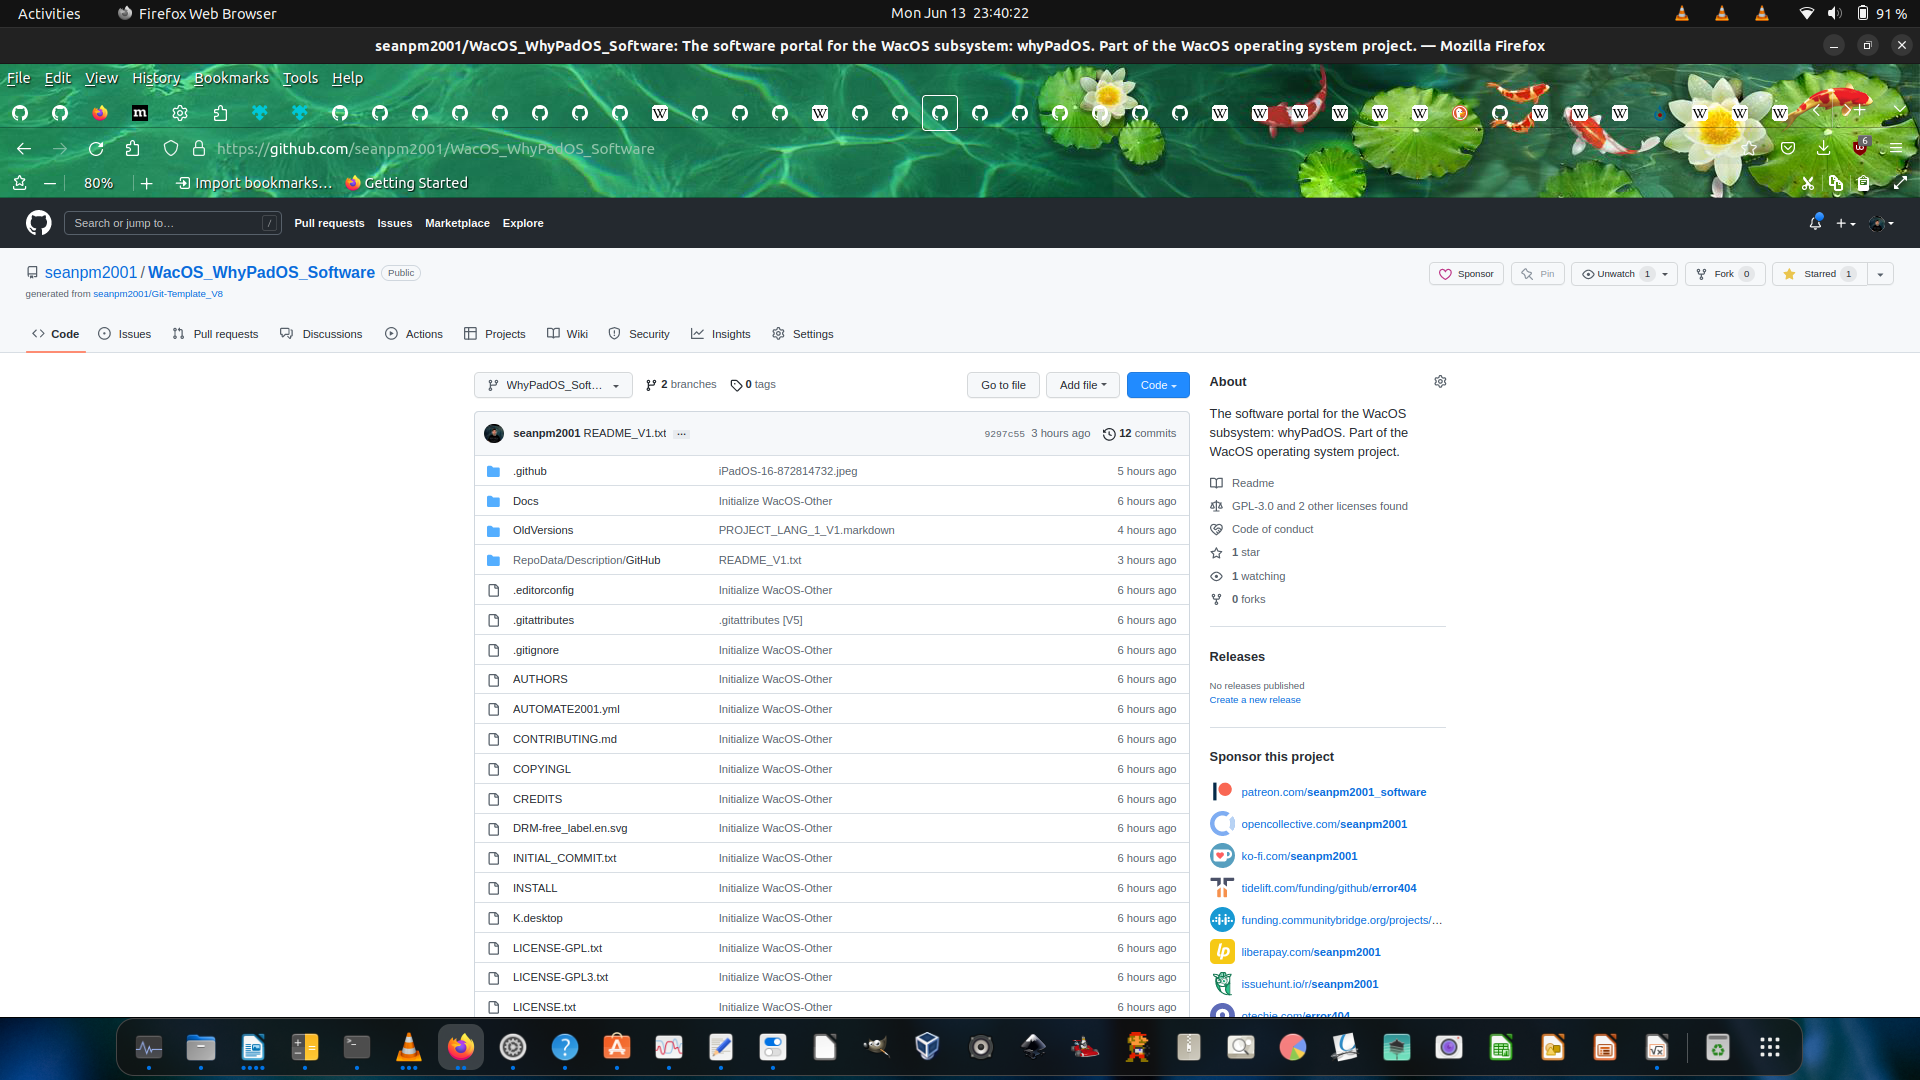 Activities Firefox Web Browser Mon Jun 13 23:40:22 91 %
seanpm2001/WacOS_WhyPadOS_Software: The software portal for the WacOS subsystem: whyPadOS. Part of the WacOS operating system project. — Mozilla Firefox
File Edit View History Bookmarks Tools Help
https://github.com/seanpm2001/WacOS_WhyPadOS_Software 6
80% Import bookmarks… Getting Started
Search or jump to… / Pull requests Issues Marketplace Explore
seanpm2001 / WacOS_WhyPadOS_Software Public Sponsor Pin Unwatch 1 Fork 0 Starred 1
generated from seanpm2001/Git-Template_V8
Code Issues Pull requests Discussions Actions Projects Wiki Security Insights Settings
WhyPadOS_Soft… 2 branches 0 tags Go to file Add file Code
seanpm2001 README_V1.txt … 9297c55 3 hours ago 12 commits
.github iPadOS-16-872814732.jpeg 5 hours ago
Docs Initialize WacOS-Other 6 hours ago
OldVersions PROJECT_LANG_1_V1.markdown 4 hours ago
RepoData/Description/GitHub README_V1.txt 3 hours ago
.editorconfig Initialize WacOS-Other 6 hours ago
.gitattributes .gitattributes [V5] 6 hours ago
.gitignore Initialize WacOS-Other 6 hours ago
AUTHORS Initialize WacOS-Other 6 hours ago
AUTOMATE2001.yml Initialize WacOS-Other 6 hours ago
CONTRIBUTING.md Initialize WacOS-Other 6 hours ago
COPYINGL Initialize WacOS-Other 6 hours ago
CREDITS Initialize WacOS-Other 6 hours ago
DRM-free_label.en.svg Initialize WacOS-Other 6 hours ago
INITIAL_COMMIT.txt Initialize WacOS-Other 6 hours ago
INSTALL Initialize WacOS-Other 6 hours ago
K.desktop Initialize WacOS-Other 6 hours ago
LICENSE-GPL.txt Initialize WacOS-Other 6 hours ago
LICENSE-GPL3.txt Initialize WacOS-Other 6 hours ago
LICENSE.txt Initialize WacOS-Other 6 hours ago
About
The software portal for the WacOS
subsystem: whyPadOS. Part of the
WacOS operating system project.
Readme
GPL-3.0 and 2 other licenses found
Code of conduct
1 star
1 watching
0 forks
Releases
No releases published
Create a new release
Sponsor this project
patreon.com/seanpm2001_software
opencollective.com/seanpm2001
ko-fi.com/seanpm2001
tidelift.com/funding/github/error404
funding.communitybridge.org/projects/…
liberapay.com/seanpm2001
issuehunt.io/r/seanpm2001
otechie.com/error404